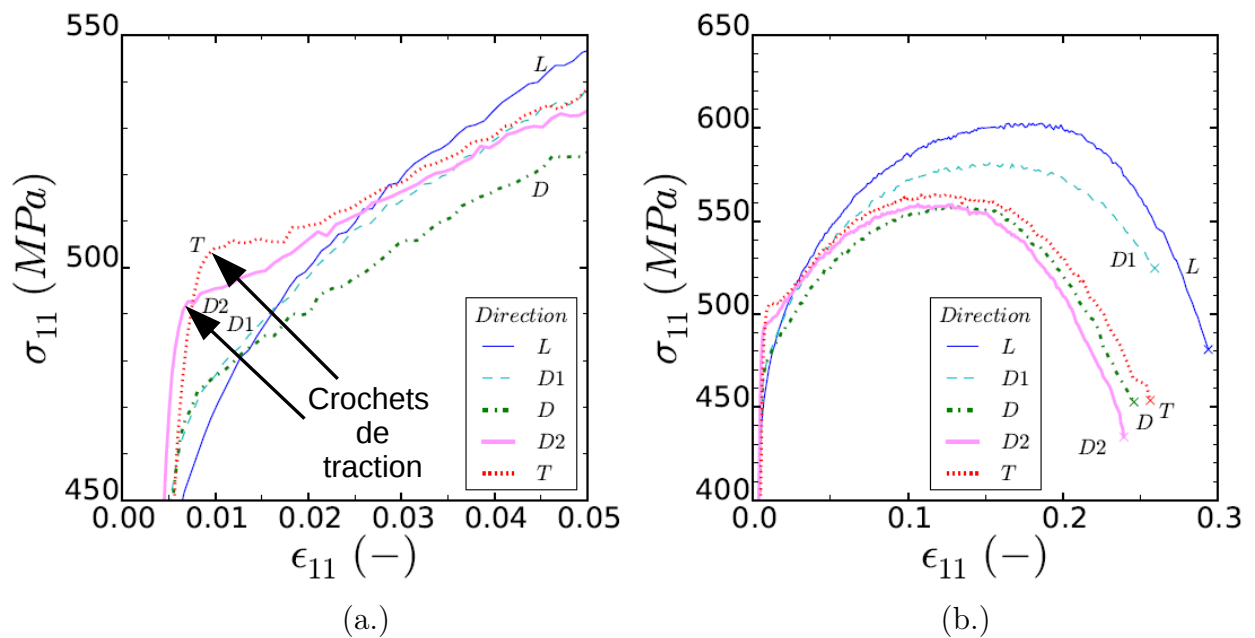 550
500
450
0.00 0.01 0.02 0.03 0.04 0.05
σ11 (MPa)
ϵ11 (−)
L
T
D
D2
D1
Crochets
de
traction
Direction
L
D1
D
D2
T
(a.)
650
600
550
500
450
400
0.0 0.1 0.2 0.3
σ11 (MPa)
ϵ11 (−)
D1
L
T
D
D2
Direction
L
D1
D
D2
T
(b.)